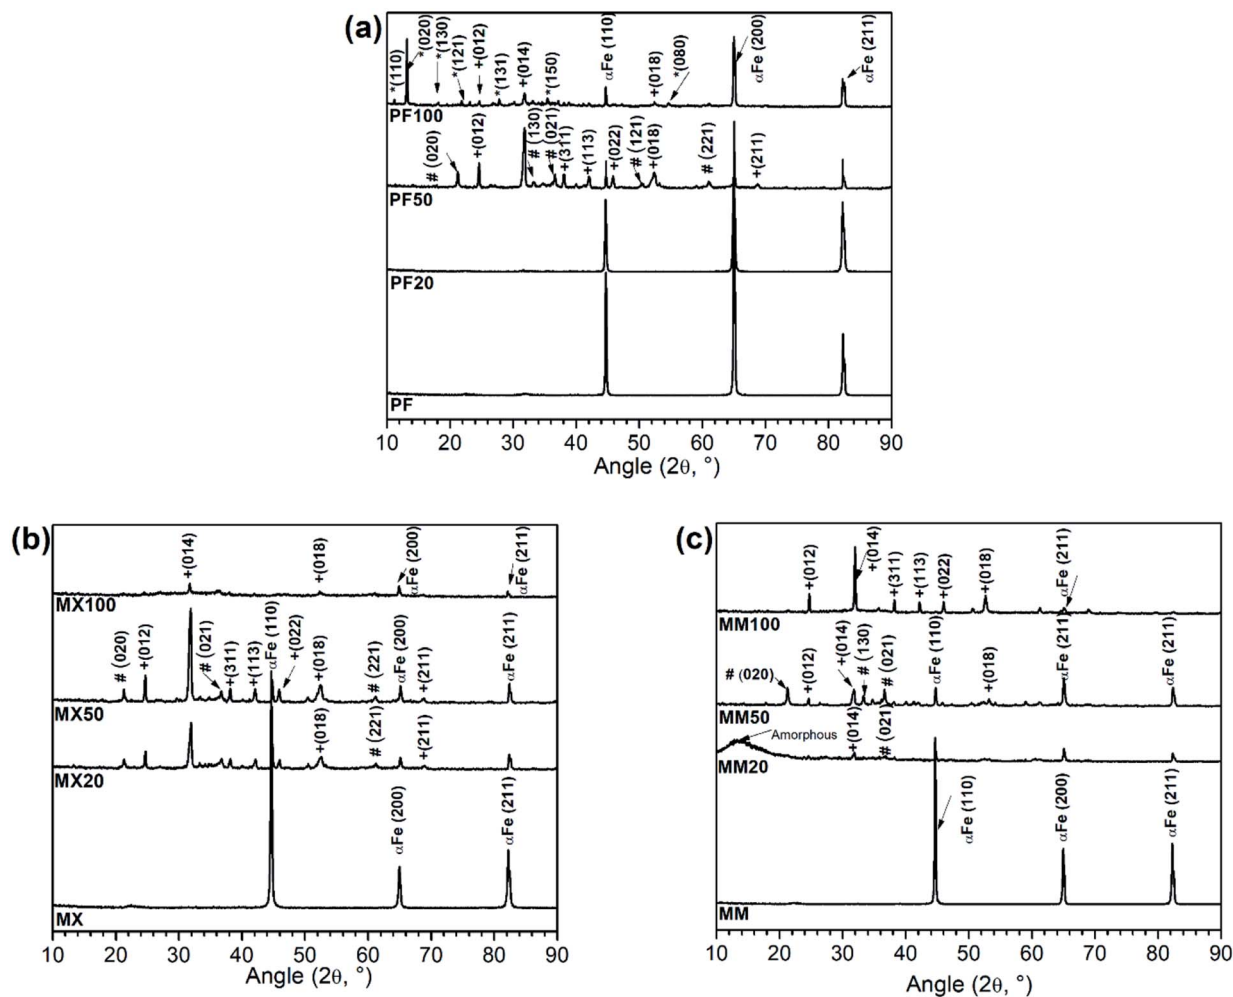 (a)
*(110)
*(020)
*(130)
*(121)
+(012)
*(131)
+(014)
*(150)
αFe (110)
+(018)
*(080)
αFe (200)
αFe (211)
PF100
# (020)
+(012)
# (130)
# (021)
+(311)
+(113)
+(022)
# (121)
+(018)
# (221)
+(211)
PF50
PF20
PF
10 20 30 40 50 60 70 80 90
Angle (2θ, °)
(b)
+(014)
+(018)
αFe (200)
αFe (211)
MX100
# (020)
+(012)
# (021)
+(311)
+(113)
αFe (110)
+(022)
+(018)
# (221)
αFe (200)
+(211)
αFe (211)
MX50
+(018)
# (221)
+(211)
MX20
αFe (200)
αFe (211)
MX
10 20 30 40 50 60 70 80 90
Angle (2θ, °)
(c)
+(012)
+(014)
+(311)
+(113)
+(022)
+(018)
αFe (211)
MM100
# (020)
+(012)
+(014)
# (130)
# (021)
αFe (110)
+(018)
αFe (211)
αFe (211)
MM50
Amorphous
+(014)
# (021)
MM20
αFe (110)
αFe (200)
αFe (211)
MM
10 20 30 40 50 60 70 80 90
Angle (2θ, °)